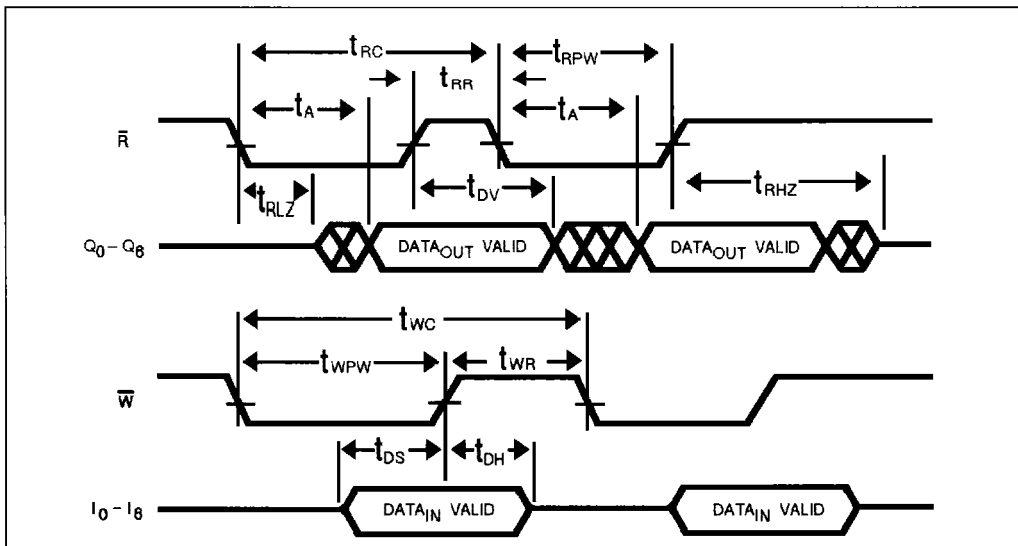 tRC
tRPW
tRR
tA
tA
R̅
tRLZ
tDV
tRHZ
Q0-Q8
DATAOUT VALID
DATAOUT VALID
tWC
tWPW
tWR
W̅
tDS
tDH
I0-I8
DATAIN VALID
DATAIN VALID